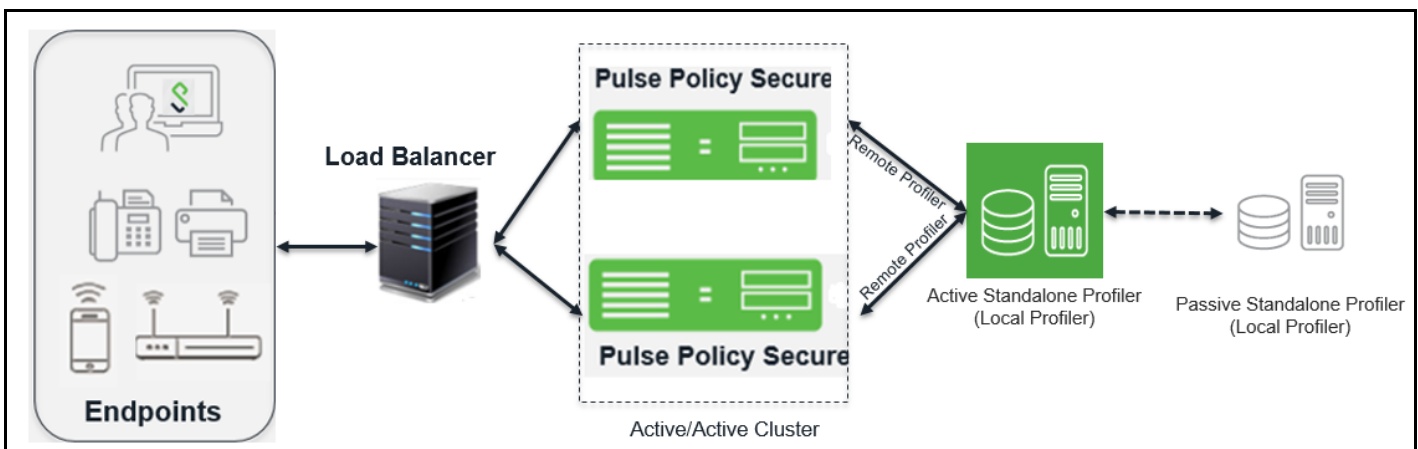 Endpoints
Load Balancer
Pulse Policy Secure
Pulse Policy Secure
Active/Active Cluster
Remote Profiler
Remote Profiler
Active Standalone Profiler
(Local Profiler)
Passive Standalone Profiler
(Local Profiler)